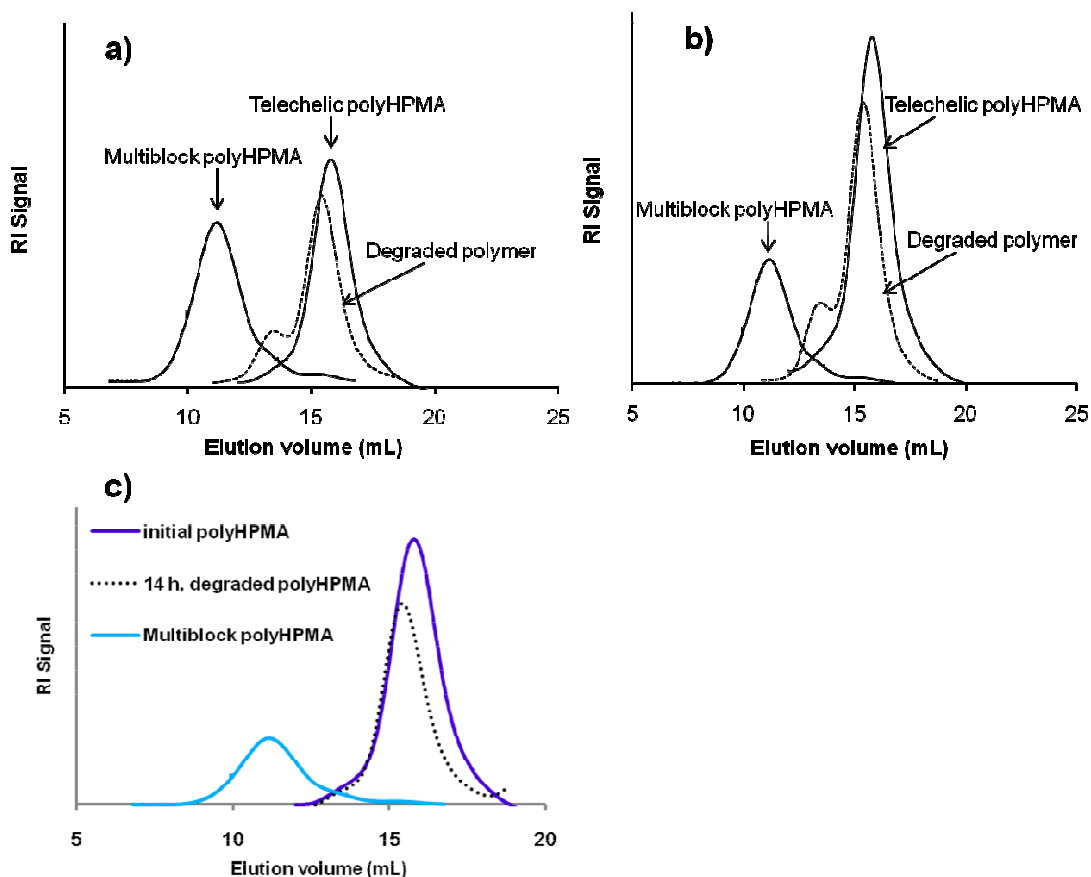 a)
Telechelic polyHPMA
Multiblock polyHPMA
Degraded polymer
RI Signal
5 10 15 20 25
Elution volume (mL)
b)
Telechelic polyHPMA
Multiblock polyHPMA
Degraded polymer
RI Signal
5 10 15 20 25
Elution volume (mL)
c)
initial polyHPMA
14 h. degraded polyHPMA
Multiblock polyHPMA
RI Signal
5 10 15 20
Elution volume (mL)